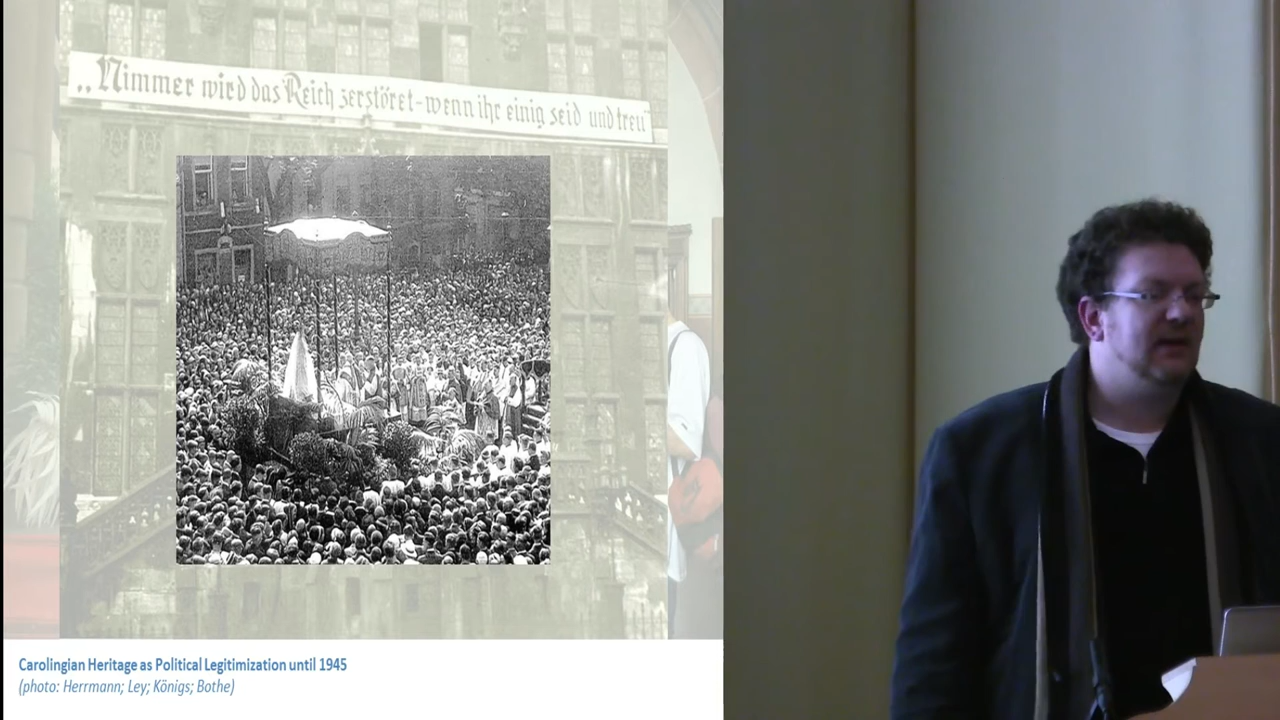 „Nimmer wird das Reich zerstöret-wenn ihr einig seid und treu“
Carolingian Heritage as Political Legitimization until 1945
(photo: Herrmann; Ley; Königs; Bothe)